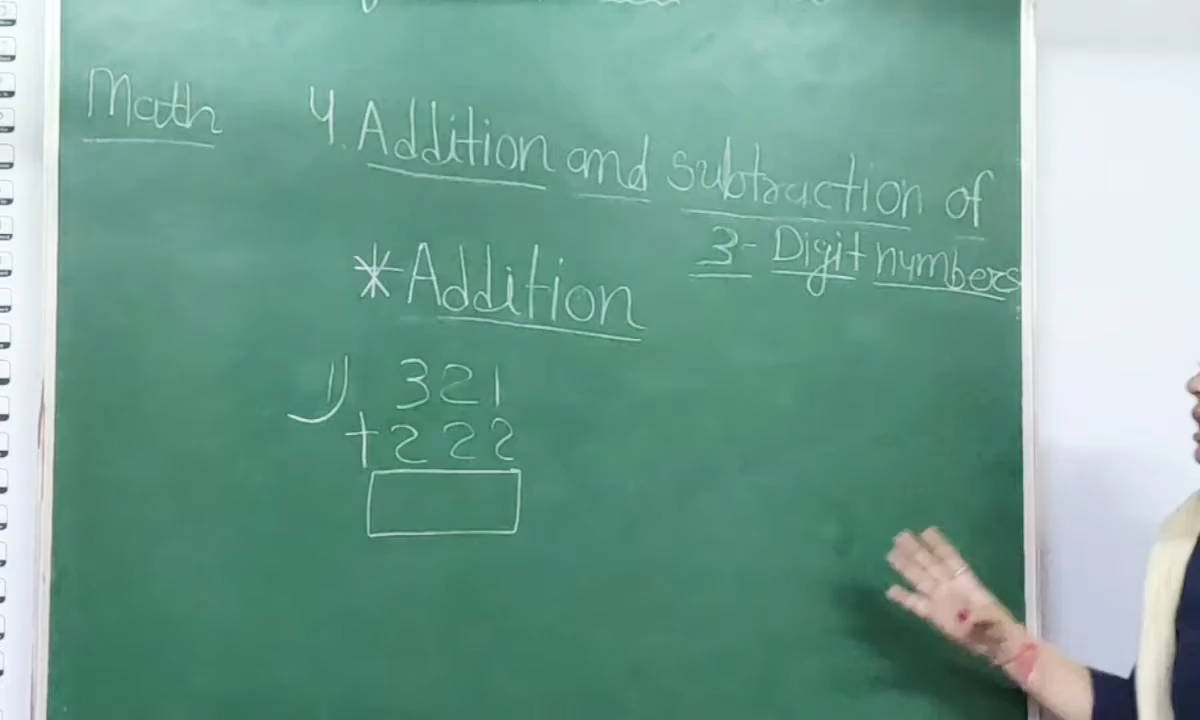 Math
4. Addition and subtraction of
3- Digit numbers
*Addition
1) 321
+222